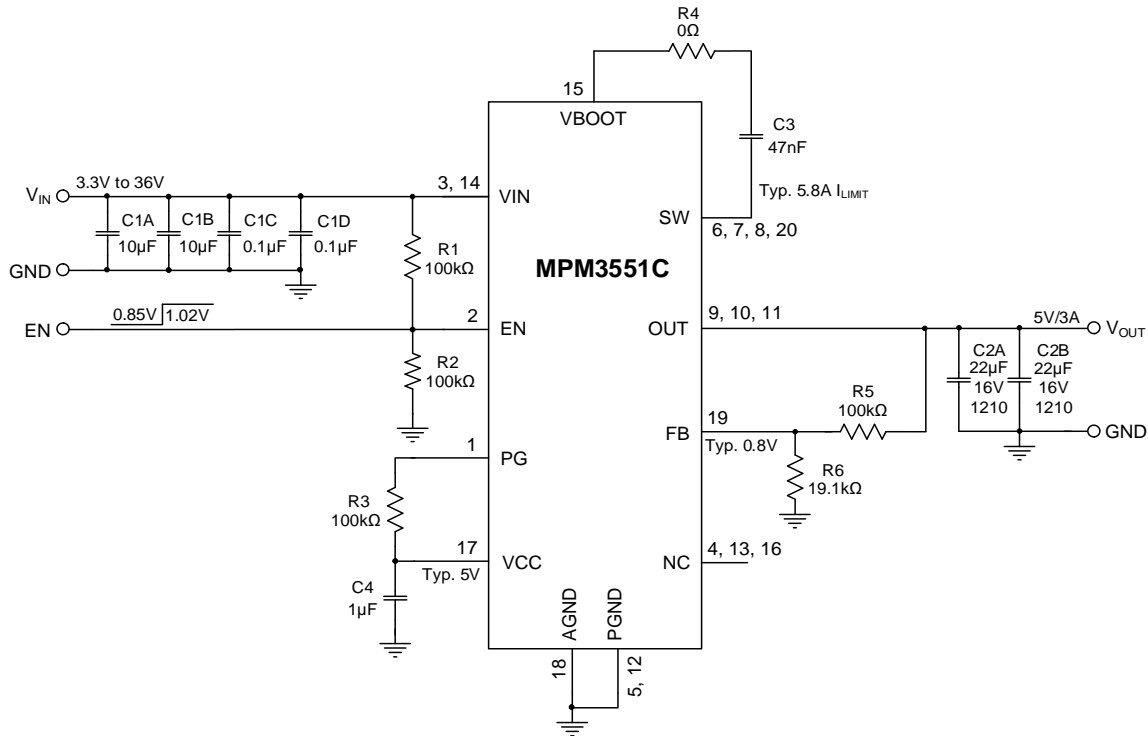 R4
0Ω
15
VBOOT
C3
47nF
Typ. 5.8A ILIMIT
VIN
3.3V to 36V
3, 14
VIN
C1A
10µF
C1B
10µF
C1C
0.1µF
C1D
0.1µF
R1
100kΩ
SW
6, 7, 8, 20
GND
MPM3551C
EN
0.85V
1.02V
2
EN
OUT
9, 10, 11
5V/3A
VOUT
R2
100kΩ
C2A
22µF
16V
1210
C2B
22µF
16V
1210
R5
100kΩ
FB
19
Typ. 0.8V
GND
1
PG
R6
19.1kΩ
R3
100kΩ
17
VCC
Typ. 5V
NC
4, 13, 16
C4
1µF
AGND
PGND
18
5, 12